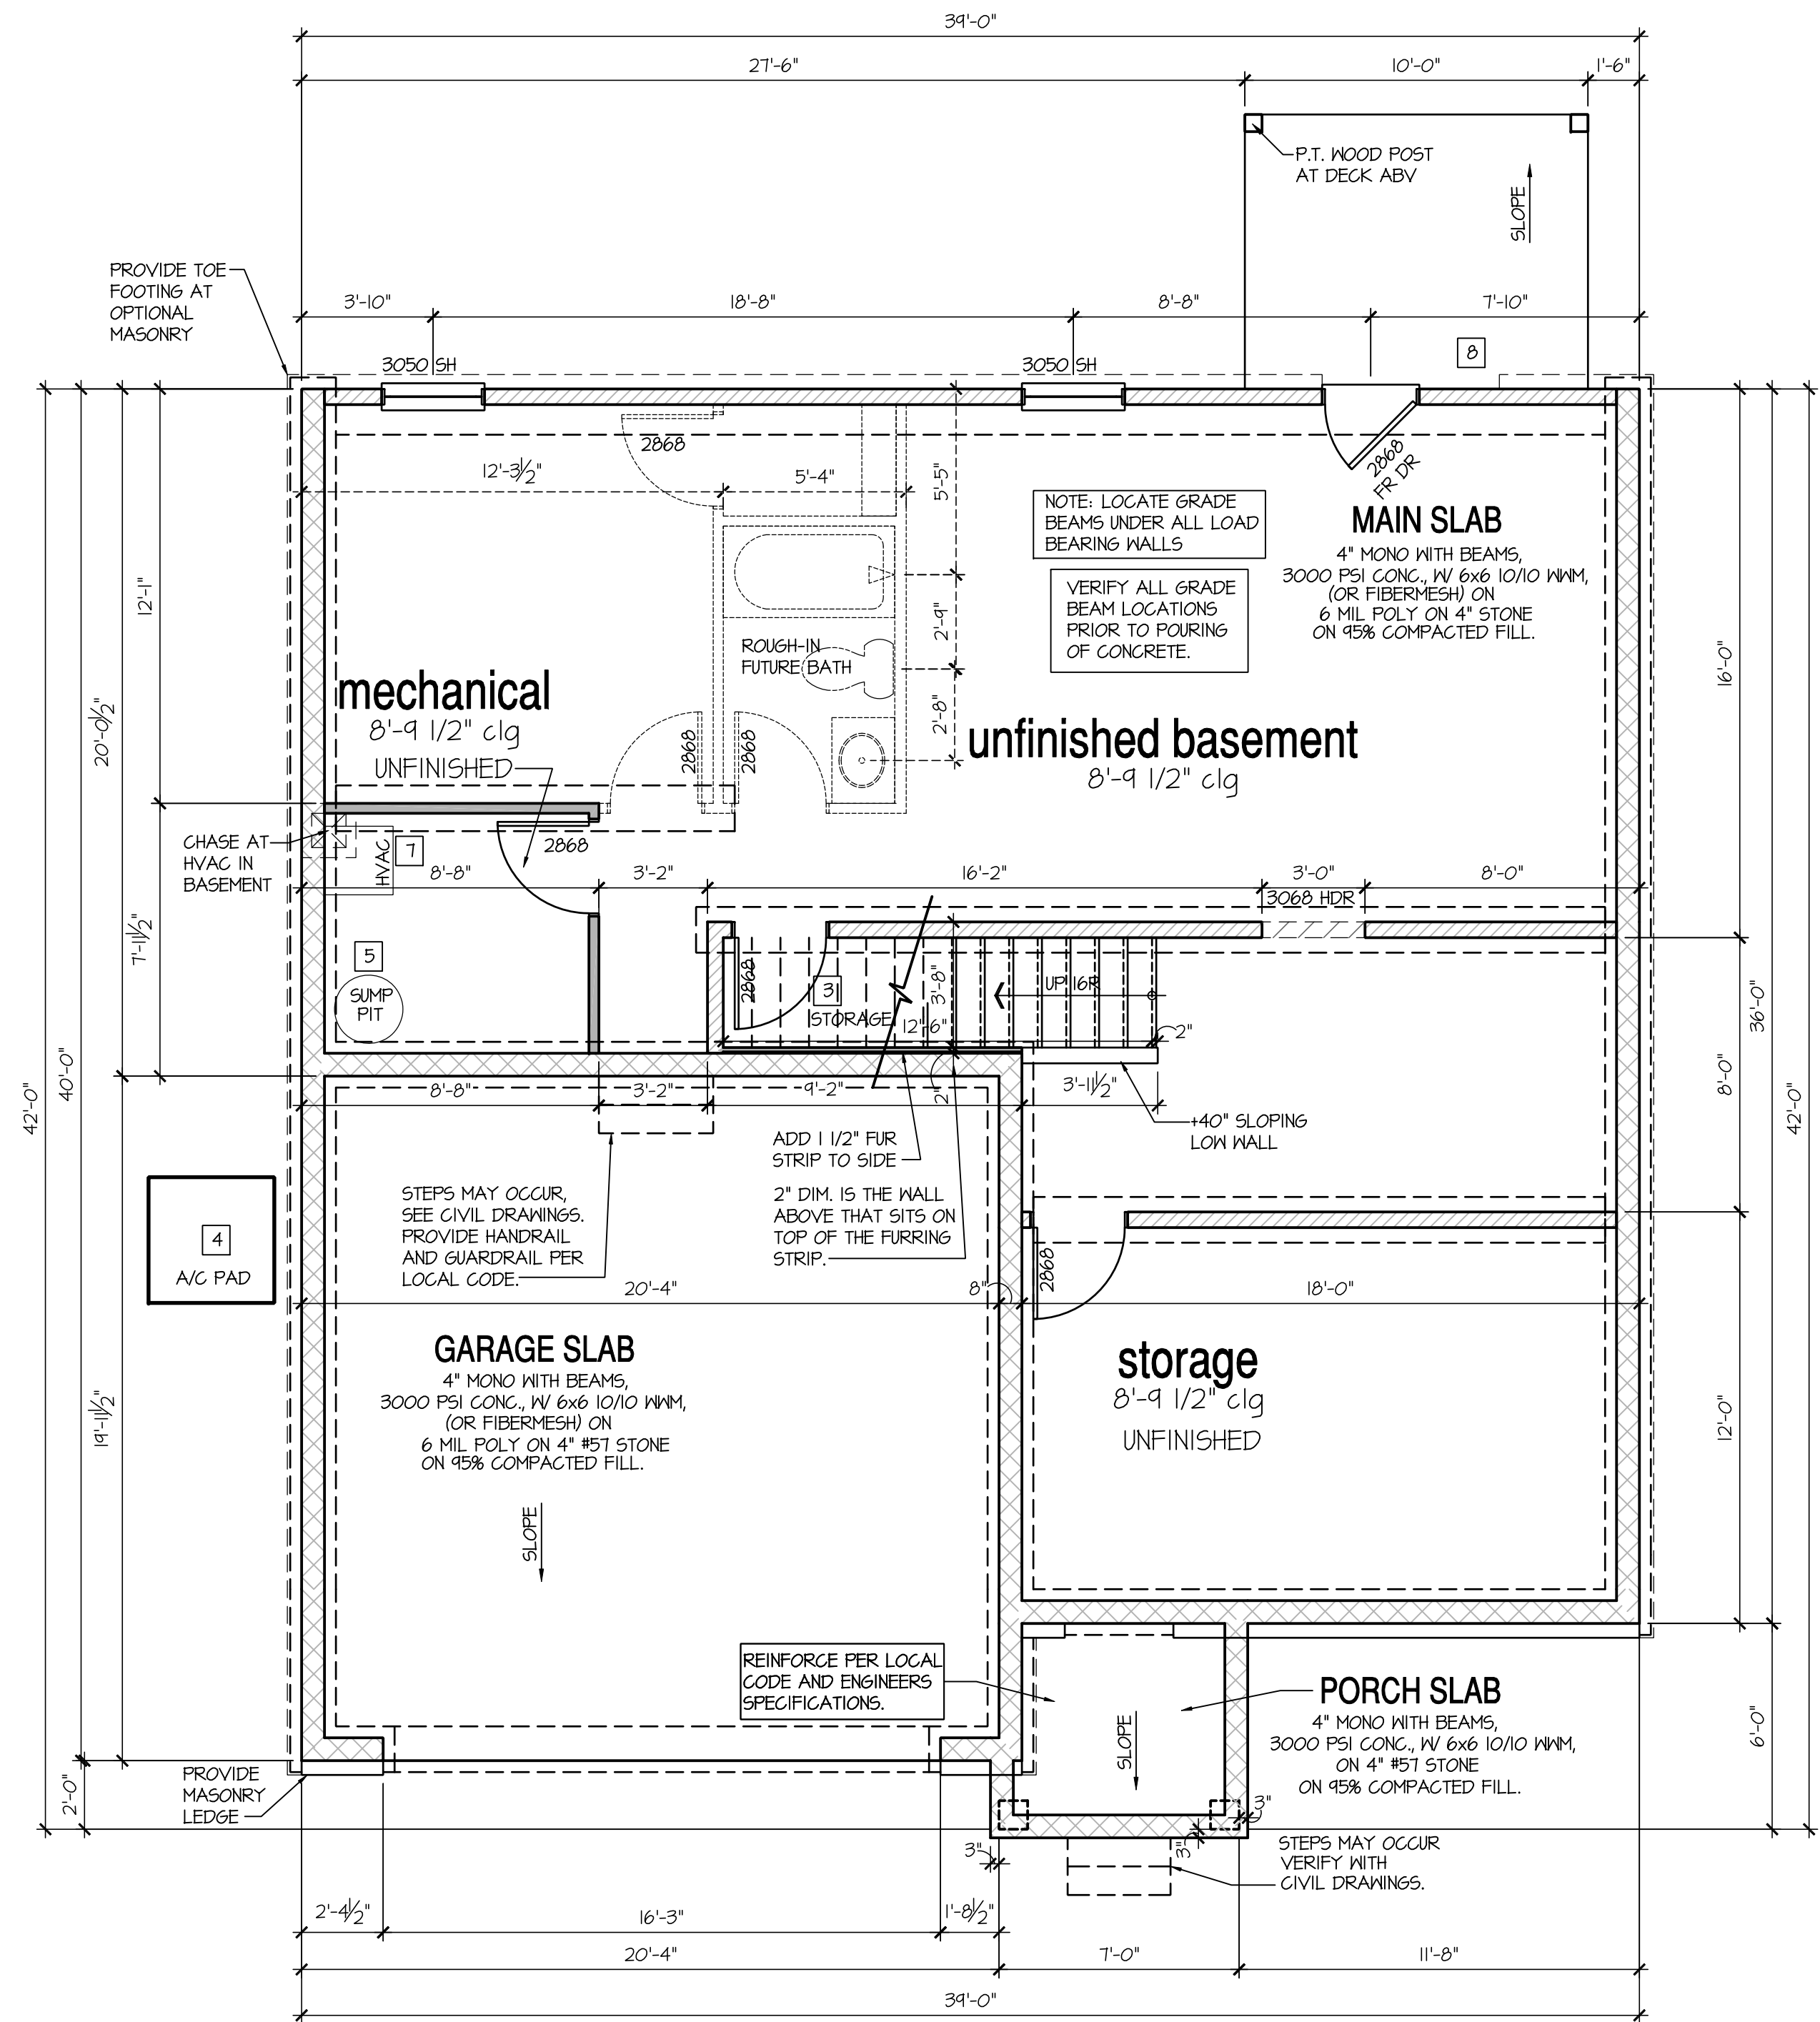 39'-0"
27'-6"
10'-0"
1'-6"
P.T. WOOD POST
AT DECK ABV
SLOPE
PROVIDE TOE
FOOTING AT
OPTIONAL
MASONRY
3'-10"
18'-8"
8'-8"
7'-10"
3050 SH
3050 SH
8
2868
2868
FR DR
12'-3 1/2"
5'-4"
5'-5"
NOTE: LOCATE GRADE
BEAMS UNDER ALL LOAD
BEARING WALLS
MAIN SLAB
4" MONO WITH BEAMS,
3000 PSI CONC., W/ 6x6 10/10 WWM,
(OR FIBERMESH) ON
6 MIL POLY ON 4" STONE
ON 95% COMPACTED FILL.
VERIFY ALL GRADE
BEAM LOCATIONS
PRIOR TO POURING
OF CONCRETE.
12'-1"
2'-9"
ROUGH-IN
FUTURE BATH
16'-0"
mechanical
8'-9 1/2" clg
UNFINISHED
20'-0 1/2"
2868
2868
2'-8"
unfinished basement
8'-9 1/2" clg
CHASE AT
HVAC IN
BASEMENT
HVAC
7
2868
8'-8"
3'-2"
16'-2"
3'-0"
8'-0"
3068 HDR
7'-11 1/2"
5
SUMP
PIT
2868
3
STORAGE
3'-8"
12'-6"
UP 16R
2"
36'-0"
42'-0"
40'-0"
8'-0"
42'-0"
8'-8"
3'-2"
9'-2"
2"
3'-11 1/2"
+40" SLOPING
LOW WALL
ADD 1 1/2" FUR
STRIP TO SIDE
2" DIM. IS THE WALL
ABOVE THAT SITS ON
TOP OF THE FURRING
STRIP.
STEPS MAY OCCUR,
SEE CIVIL DRAWINGS.
PROVIDE HANDRAIL
AND GUARDRAIL PER
LOCAL CODE.
4
A/C PAD
2868
20'-4"
8"
18'-0"
GARAGE SLAB
4" MONO WITH BEAMS,
3000 PSI CONC., W/ 6x6 10/10 WWM,
(OR FIBERMESH) ON
6 MIL POLY ON 4" #57 STONE
ON 95% COMPACTED FILL.
storage
8'-9 1/2" clg
UNFINISHED
19'-11 1/2"
12'-0"
SLOPE
REINFORCE PER LOCAL
CODE AND ENGINEERS
SPECIFICATIONS.
PORCH SLAB
4" MONO WITH BEAMS,
3000 PSI CONC., W/ 6x6 10/10 WWM,
ON 4" #57 STONE
ON 95% COMPACTED FILL.
SLOPE
6'-0"
PROVIDE
MASONRY
LEDGE
2'-0"
3"
3"
3"
STEPS MAY OCCUR
VERIFY WITH
CIVIL DRAWINGS.
2'-4 1/2"
16'-3"
1'-8 1/2"
20'-4"
7'-0"
11'-8"
39'-0"